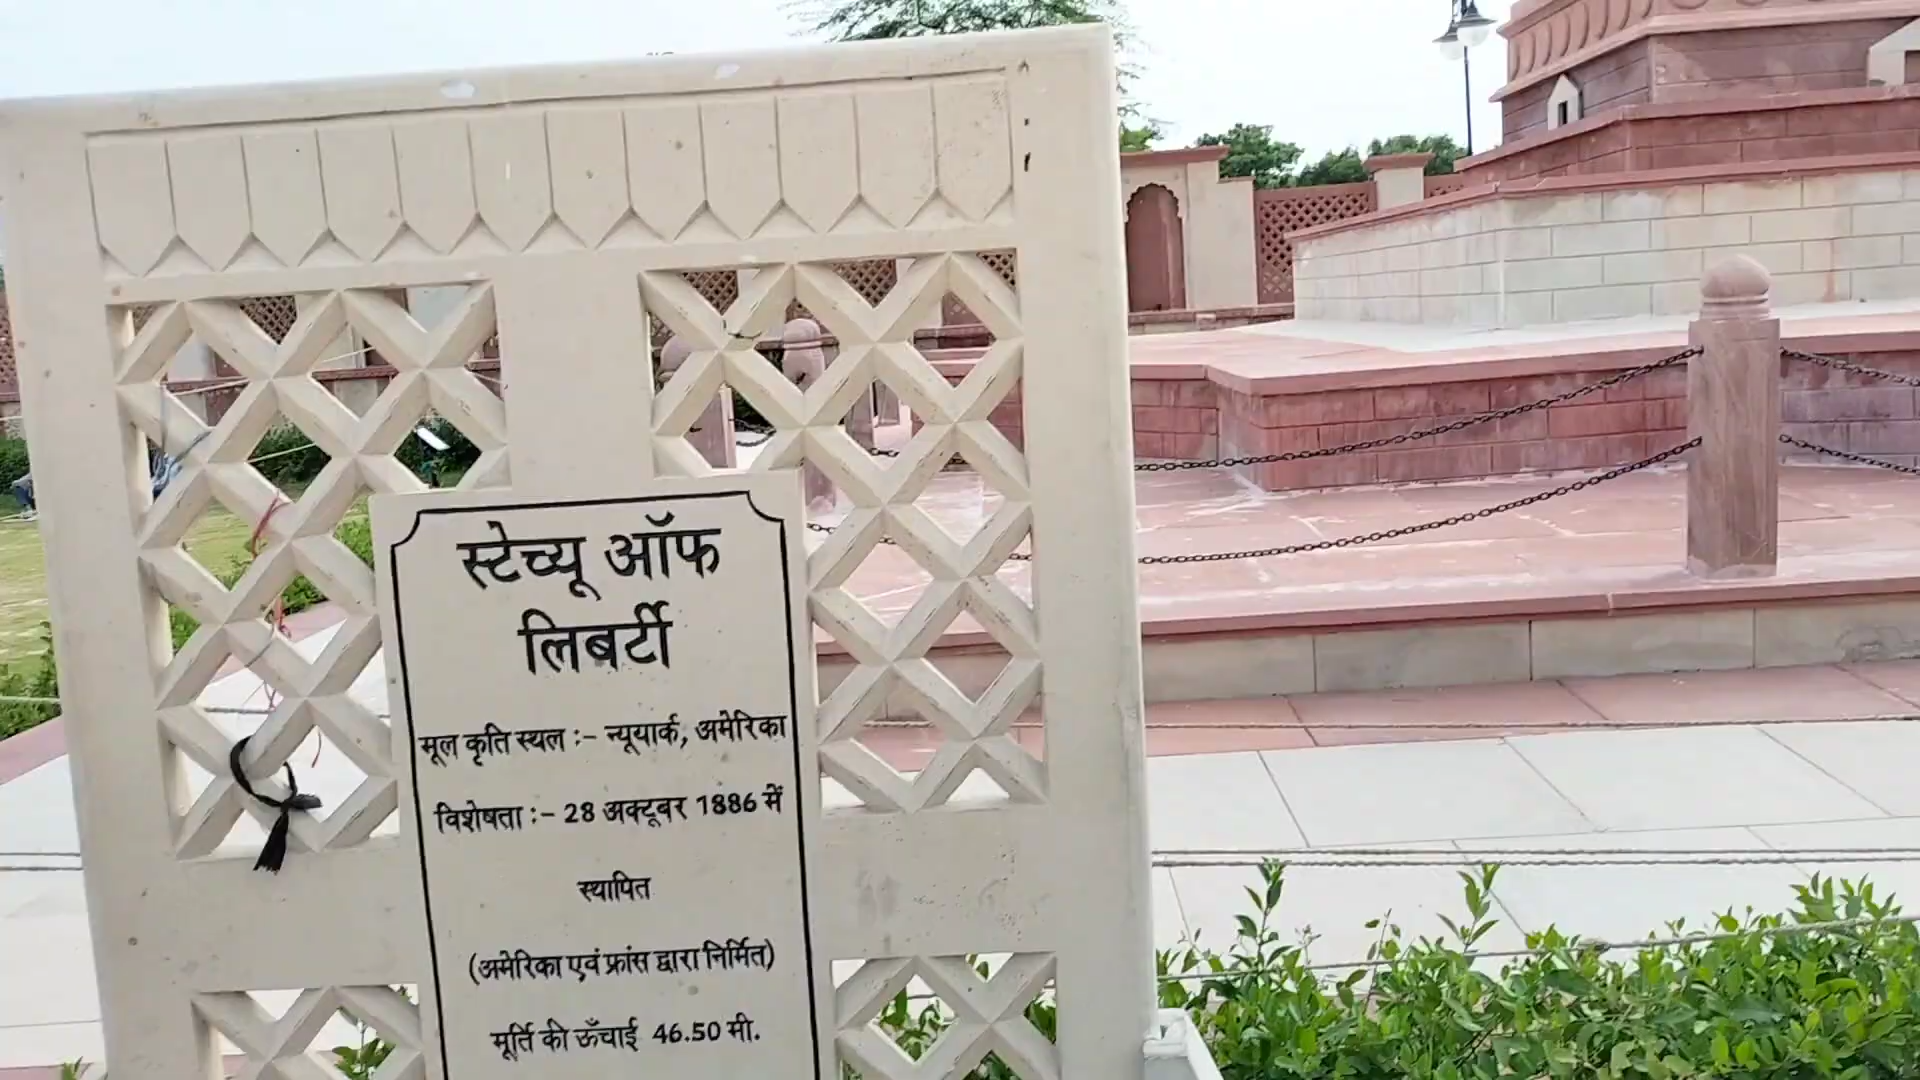 स्टेच्यू ऑफ
लिबर्टी
मूल कृति स्थल :- न्यूयार्क, अमेरिका
विशेषता :- 28 अक्टूबर 1886 में
स्थापित
(अमेरिका एवं फ्रांस द्वारा निर्मित)
मूर्ति की ऊँचाई 46.50 मी.